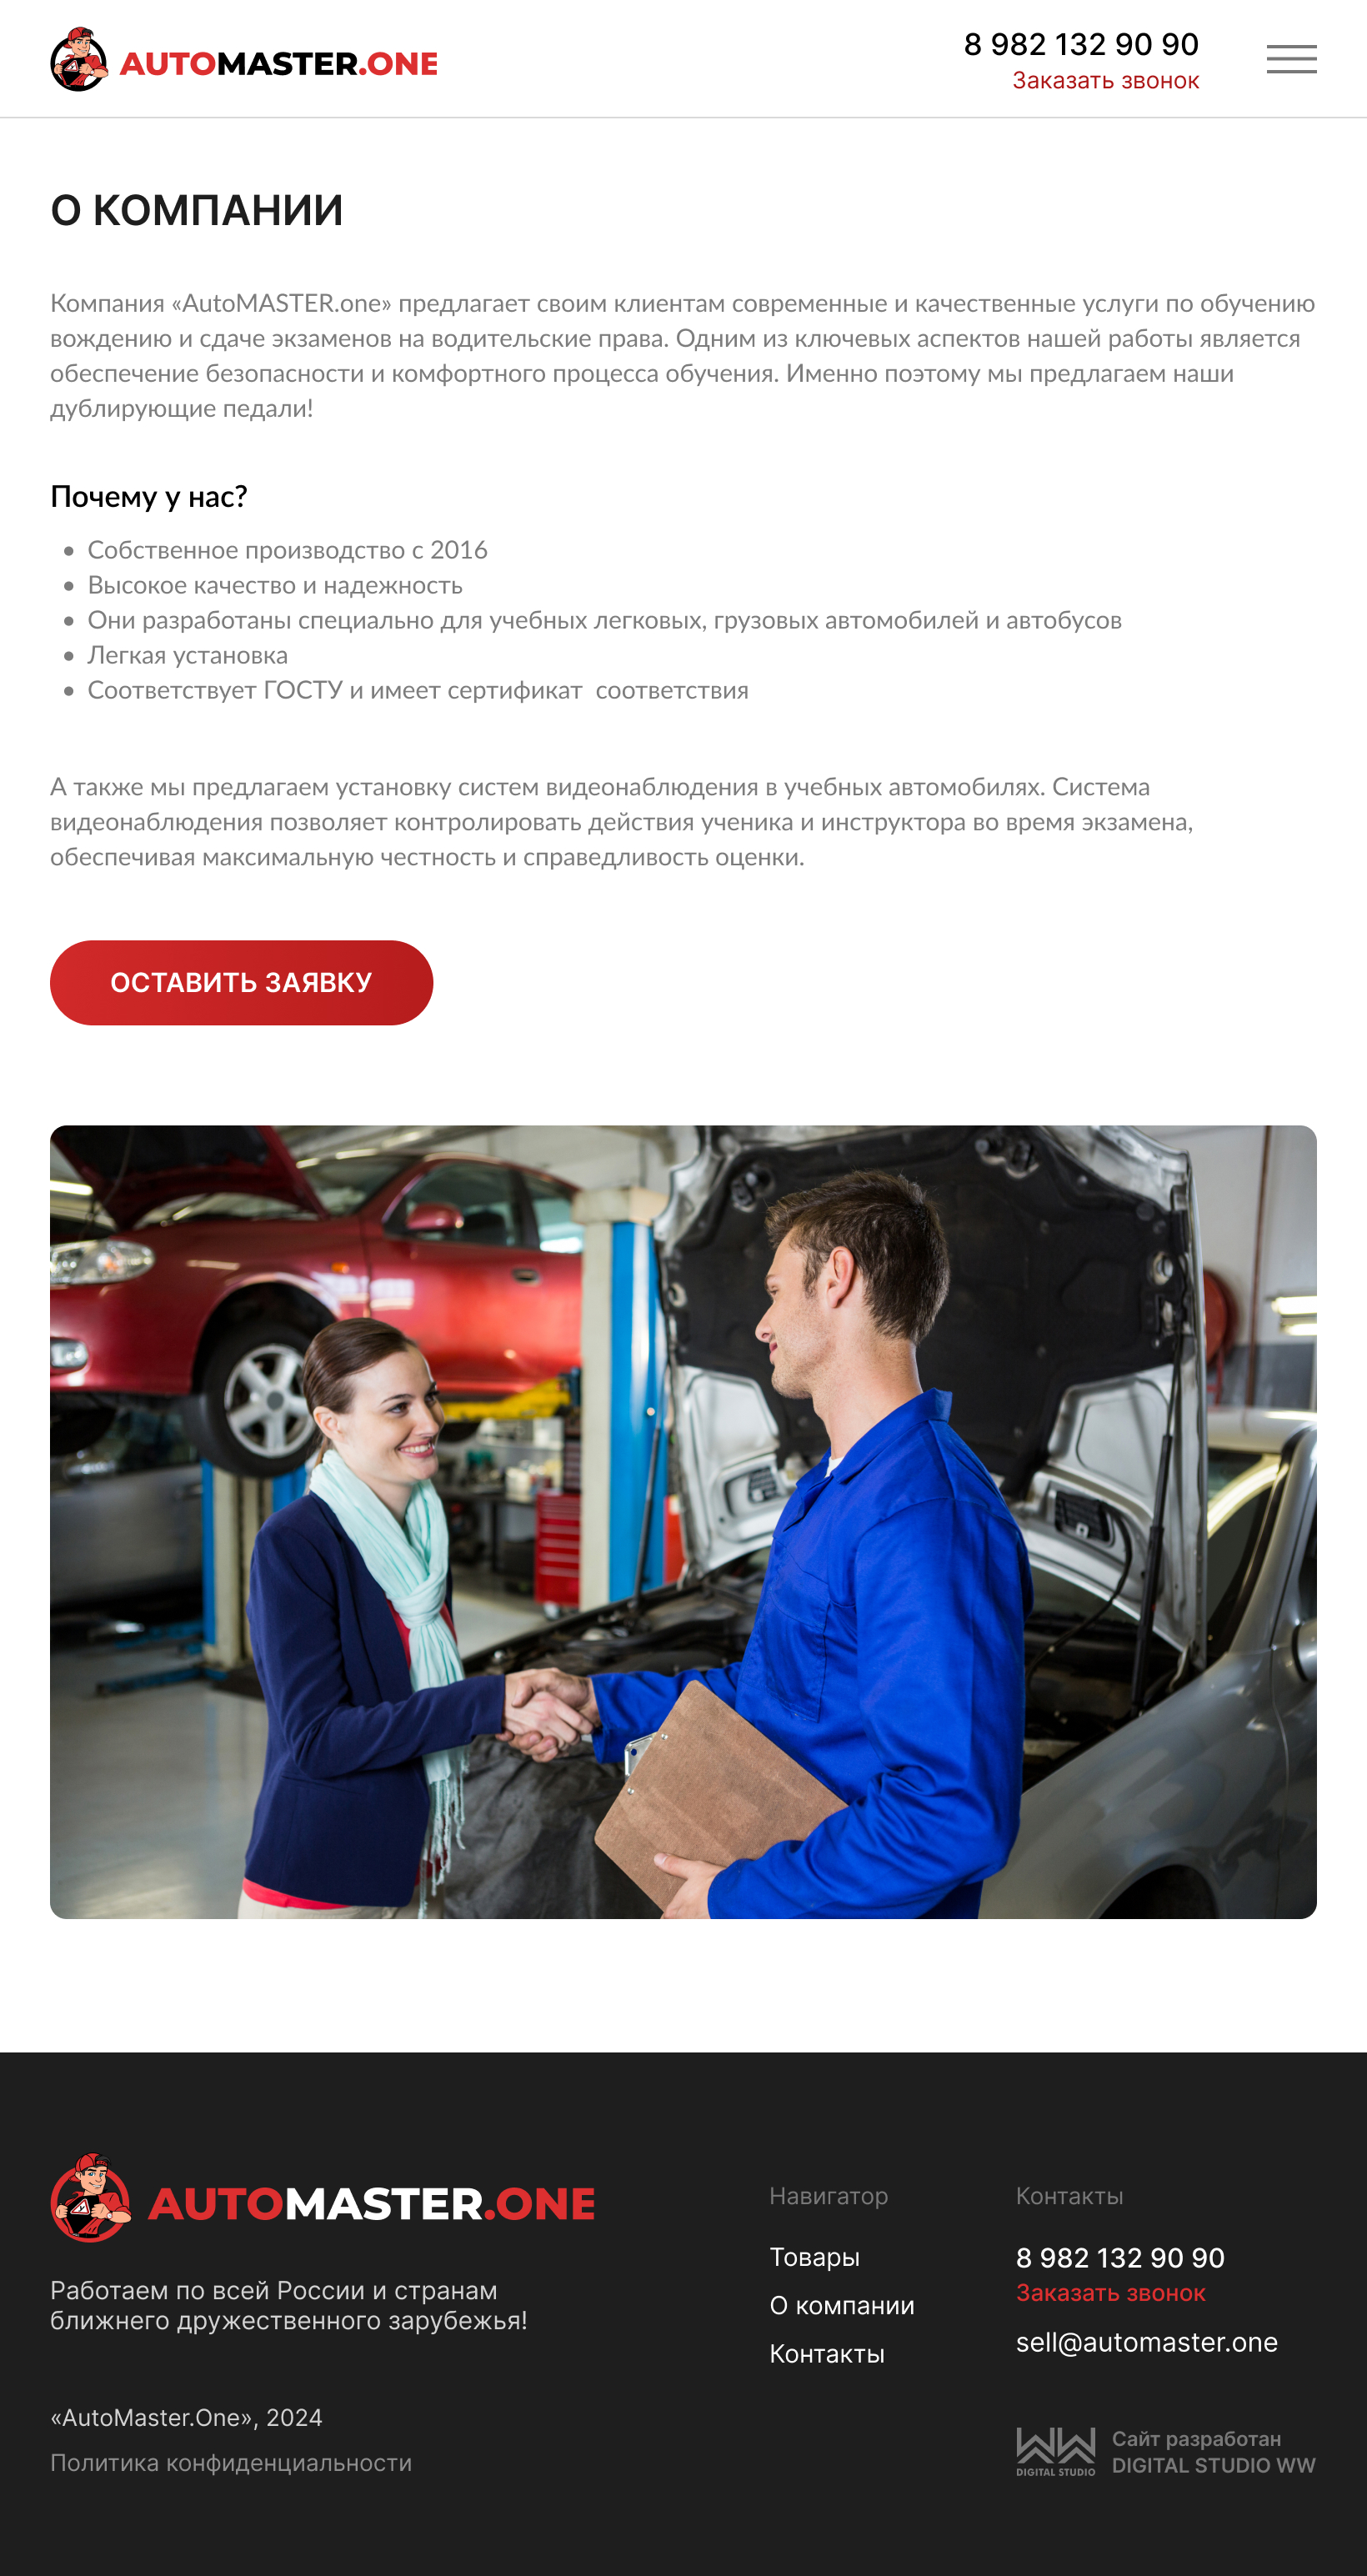 AUTOMASTER.ONE
8 982 132 90 90
Заказать звонок
О КОМПАНИИ
Компания «AutoMASTER.one» предлагает своим клиентам современные и качественные услуги по обучению
вождению и сдаче экзаменов на водительские права. Одним из ключевых аспектов нашей работы является
обеспечение безопасности и комфортного процесса обучения. Именно поэтому мы предлагаем наши
дублирующие педали!
Почему у нас?
• Собственное производство с 2016
• Высокое качество и надежность
• Они разработаны специально для учебных легковых, грузовых автомобилей и автобусов
• Легкая установка
• Соответствует ГОСТУ и имеет сертификат  соответствия
А также мы предлагаем установку систем видеонаблюдения в учебных автомобилях. Система
видеонаблюдения позволяет контролировать действия ученика и инструктора во время экзамена,
обеспечивая максимальную честность и справедливость оценки.
ОСТАВИТЬ ЗАЯВКУ
AUTOMASTER.ONE
Работаем по всей России и странам
ближнего дружественного зарубежья!
«AutoMaster.One», 2024
Политика конфиденциальности
Навигатор
Товары
О компании
Контакты
Контакты
8 982 132 90 90
Заказать звонок
sell@automaster.one
WW
DIGITAL STUDIO
Сайт разработан
DIGITAL STUDIO WW